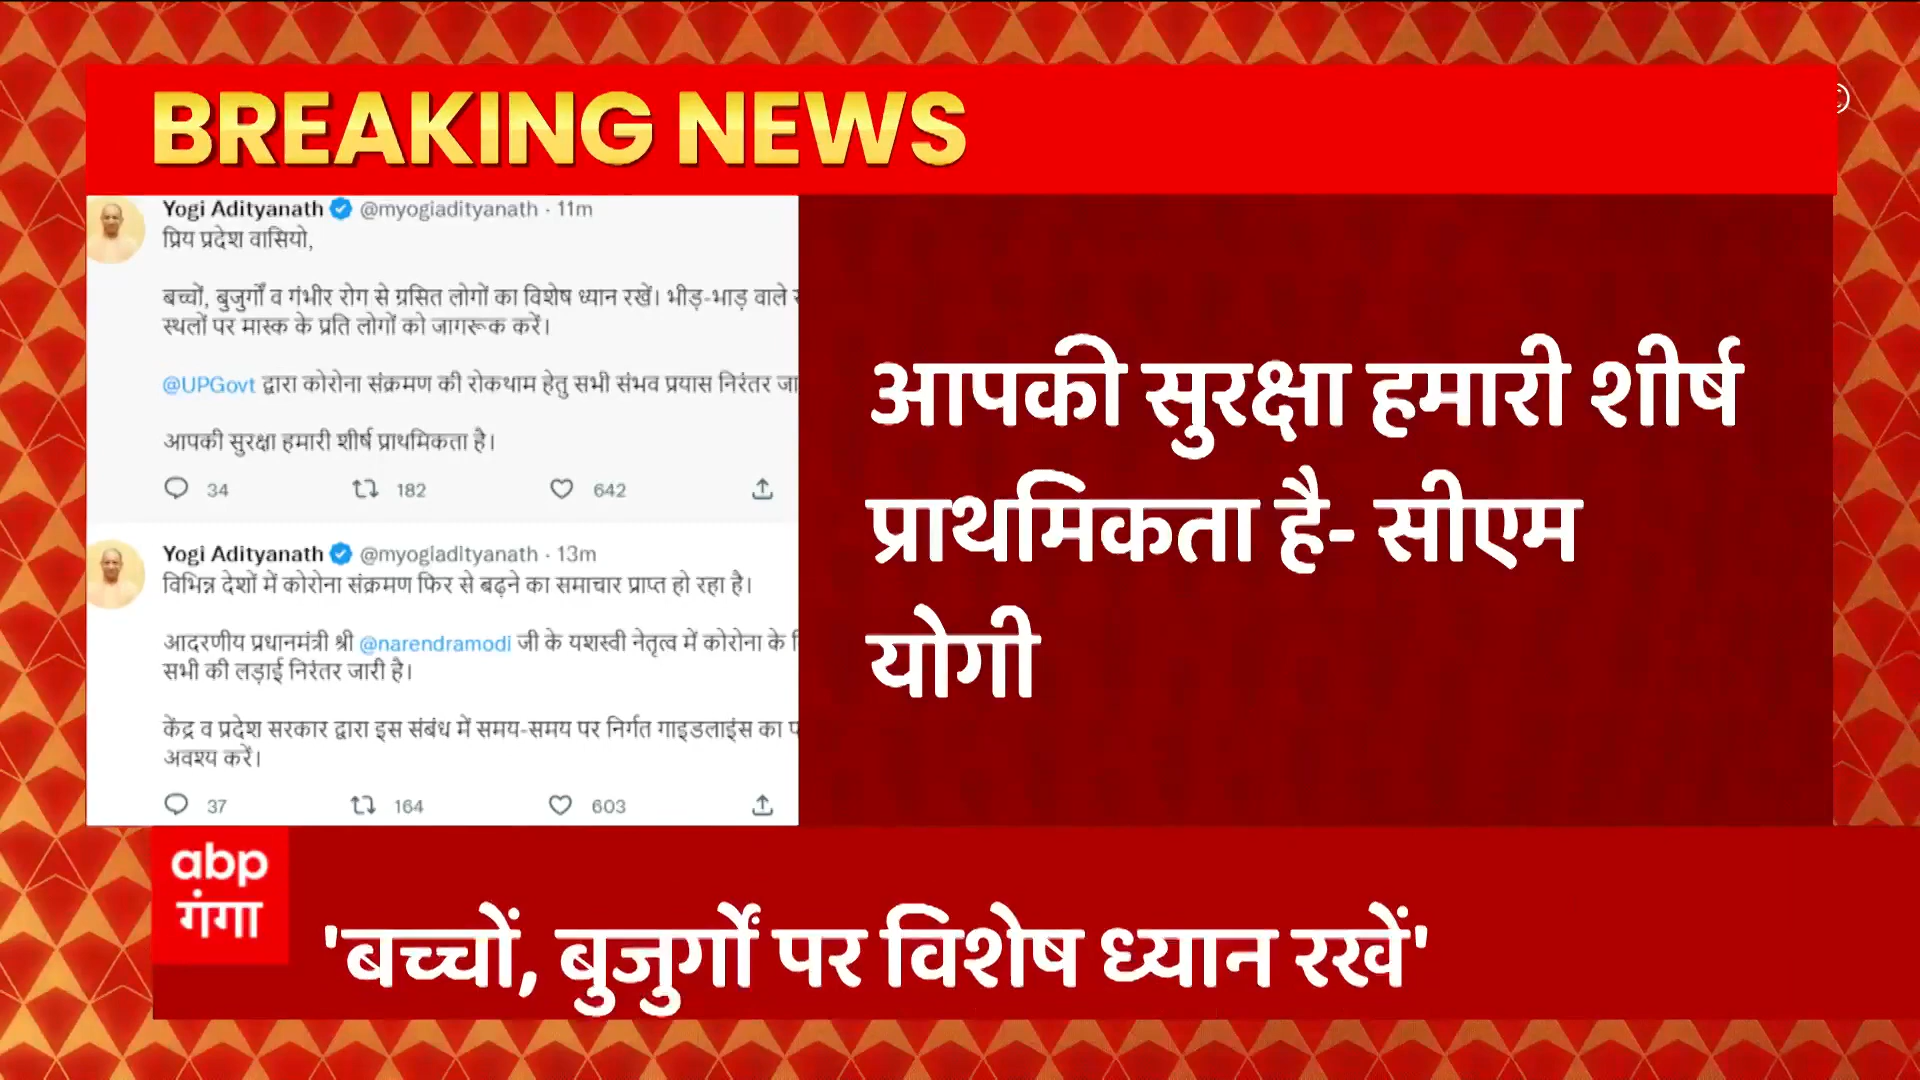 BREAKING NEWS
Yogi Adityanath @myogiadityanath · 11m
प्रिय प्रदेश वासियो,
बच्चों, बुजुर्गों व गंभीर रोग से ग्रसित लोगों का विशेष ध्यान रखें। भीड़-भाड़ वाले
स्थलों पर मास्क के प्रति लोगों को जागरूक करें।
@UPGovt द्वारा कोरोना संक्रमण की रोकथाम हेतु सभी संभव प्रयास निरंतर
आपकी सुरक्षा हमारी शीर्ष प्राथमिकता है।
34 182 642
Yogi Adityanath @myogiadityanath · 13m
विभिन्न देशों में कोरोना संक्रमण फिर से बढ़ने का समाचार प्राप्त हो रहा है।
आदरणीय प्रधानमंत्री श्री @narendramodi जी के यशस्वी नेतृत्व में कोरोना के
सभी की लड़ाई निरंतर जारी है।
केंद्र व प्रदेश सरकार द्वारा इस संबंध में समय-समय पर निर्गत गाइडलाइंस का
अवश्य करें।
37 164 603
आपकी सुरक्षा हमारी शीर्ष
प्राथमिकता है- सीएम
योगी
abp
गंगा
'बच्चों, बुजुर्गों पर विशेष ध्यान रखें'